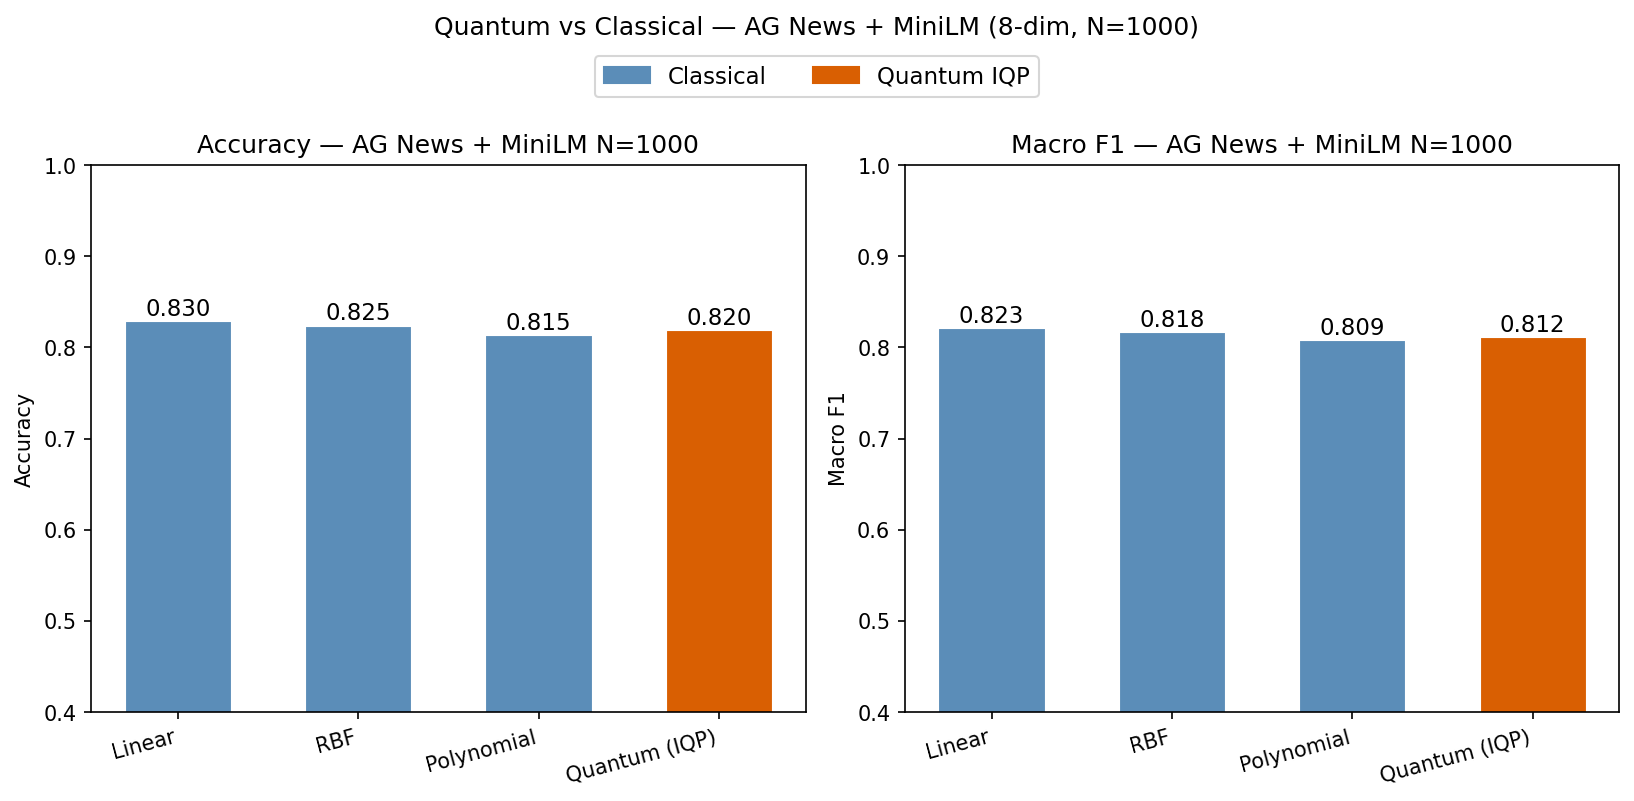 Quantum vs Classical — AG News + MiniLM (8-dim, N=1000)
Classical
Quantum IQP
Accuracy — AG News + MiniLM N=1000
1.0
0.9
0.8
0.7
0.6
0.5
0.4
Accuracy
0.830
0.825
0.815
0.820
Linear
RBF
Polynomial
Quantum (IQP)
Macro F1 — AG News + MiniLM N=1000
1.0
0.9
0.8
0.7
0.6
0.5
0.4
Macro F1
0.823
0.818
0.809
0.812
Linear
RBF
Polynomial
Quantum (IQP)